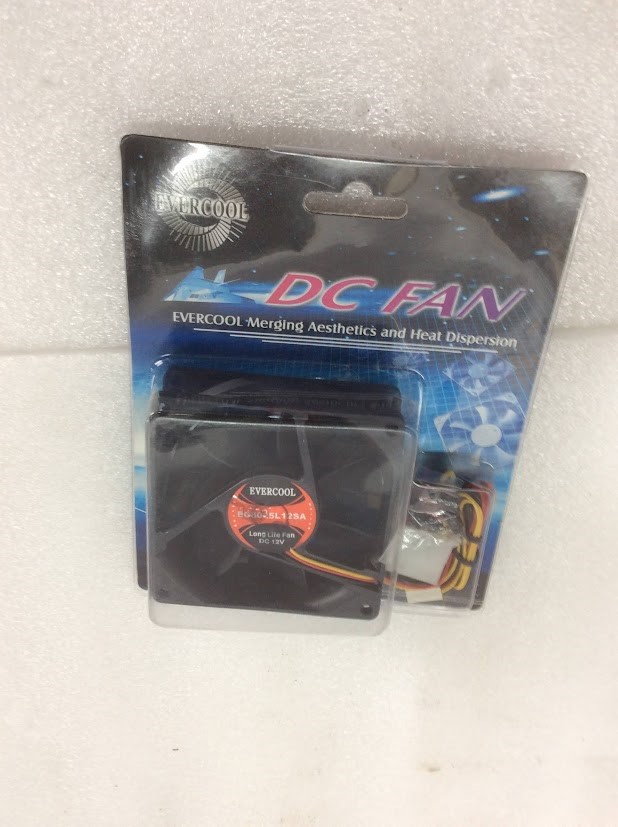 EVERCOOL
DC FAN
EVERCOOL Merging Aesthetics and Heat Dispersion
EVERCOOL
Long Life Fan
DC 12V